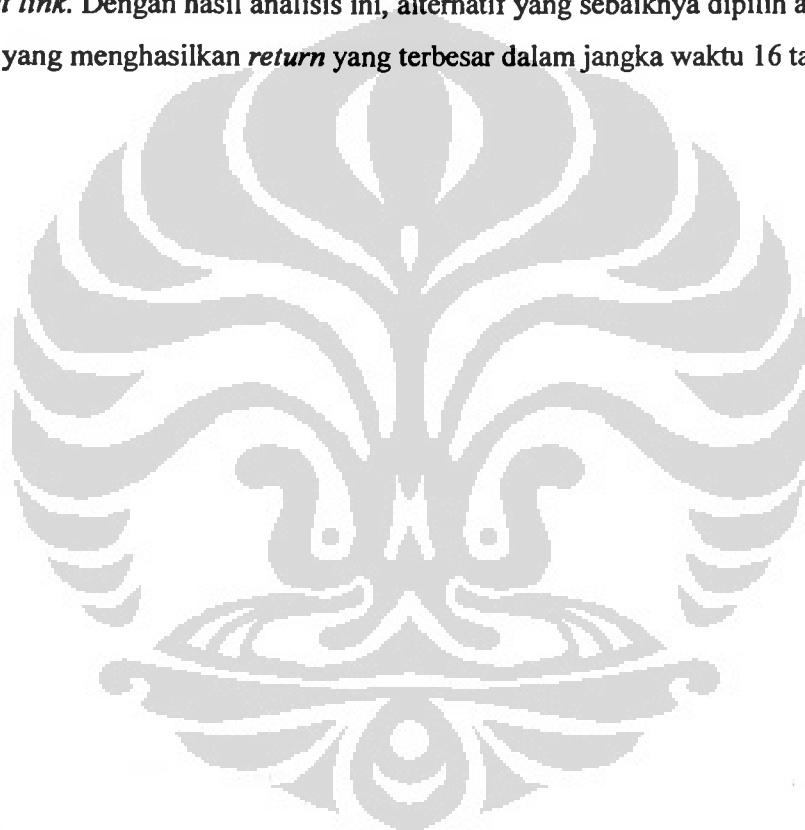 link. Dengan hasil analisis ini, alternatif yang sebaiknya dipilih
yang menghasilkan return yang terbesar dalam jangka waktu 16